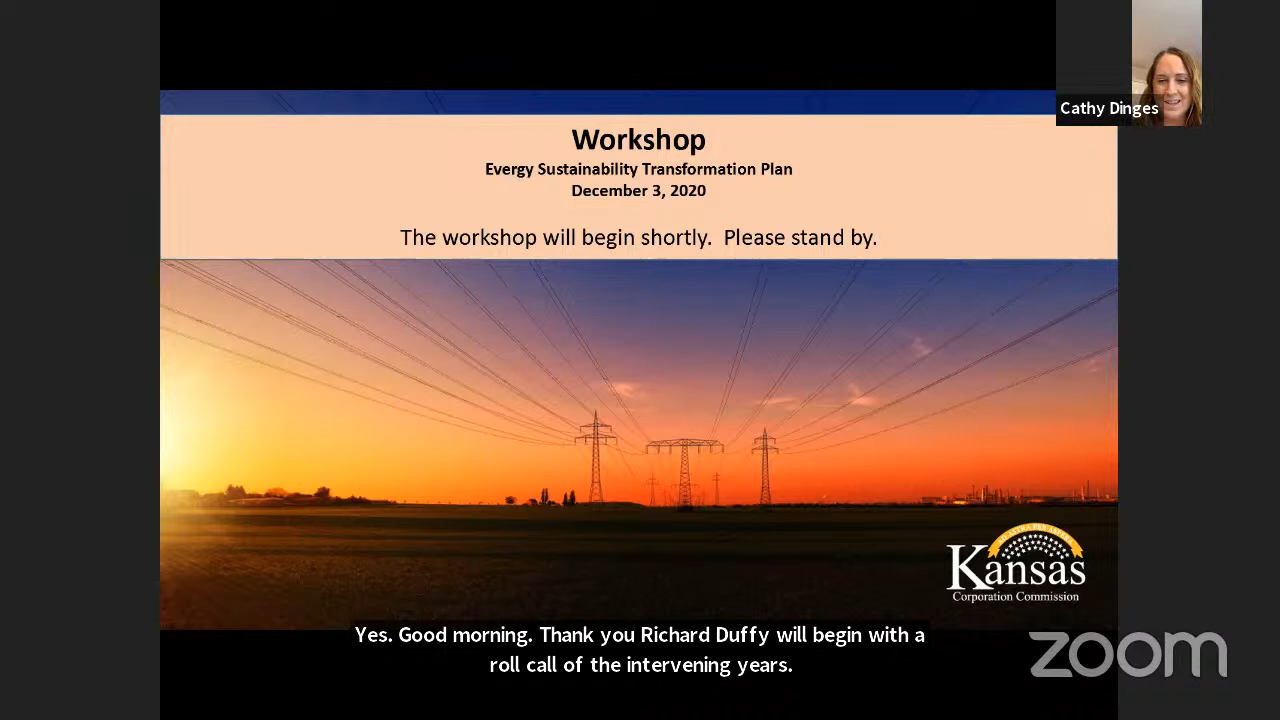 Cathy Dinges
Workshop
Evergy Sustainability Transformation Plan
December 3, 2020
The workshop will begin shortly. Please stand by.
Kansas
Corporation Commission
Yes. Good morning. Thank you Richard Duffy will begin with a
roll call of the intervening years.
zoom